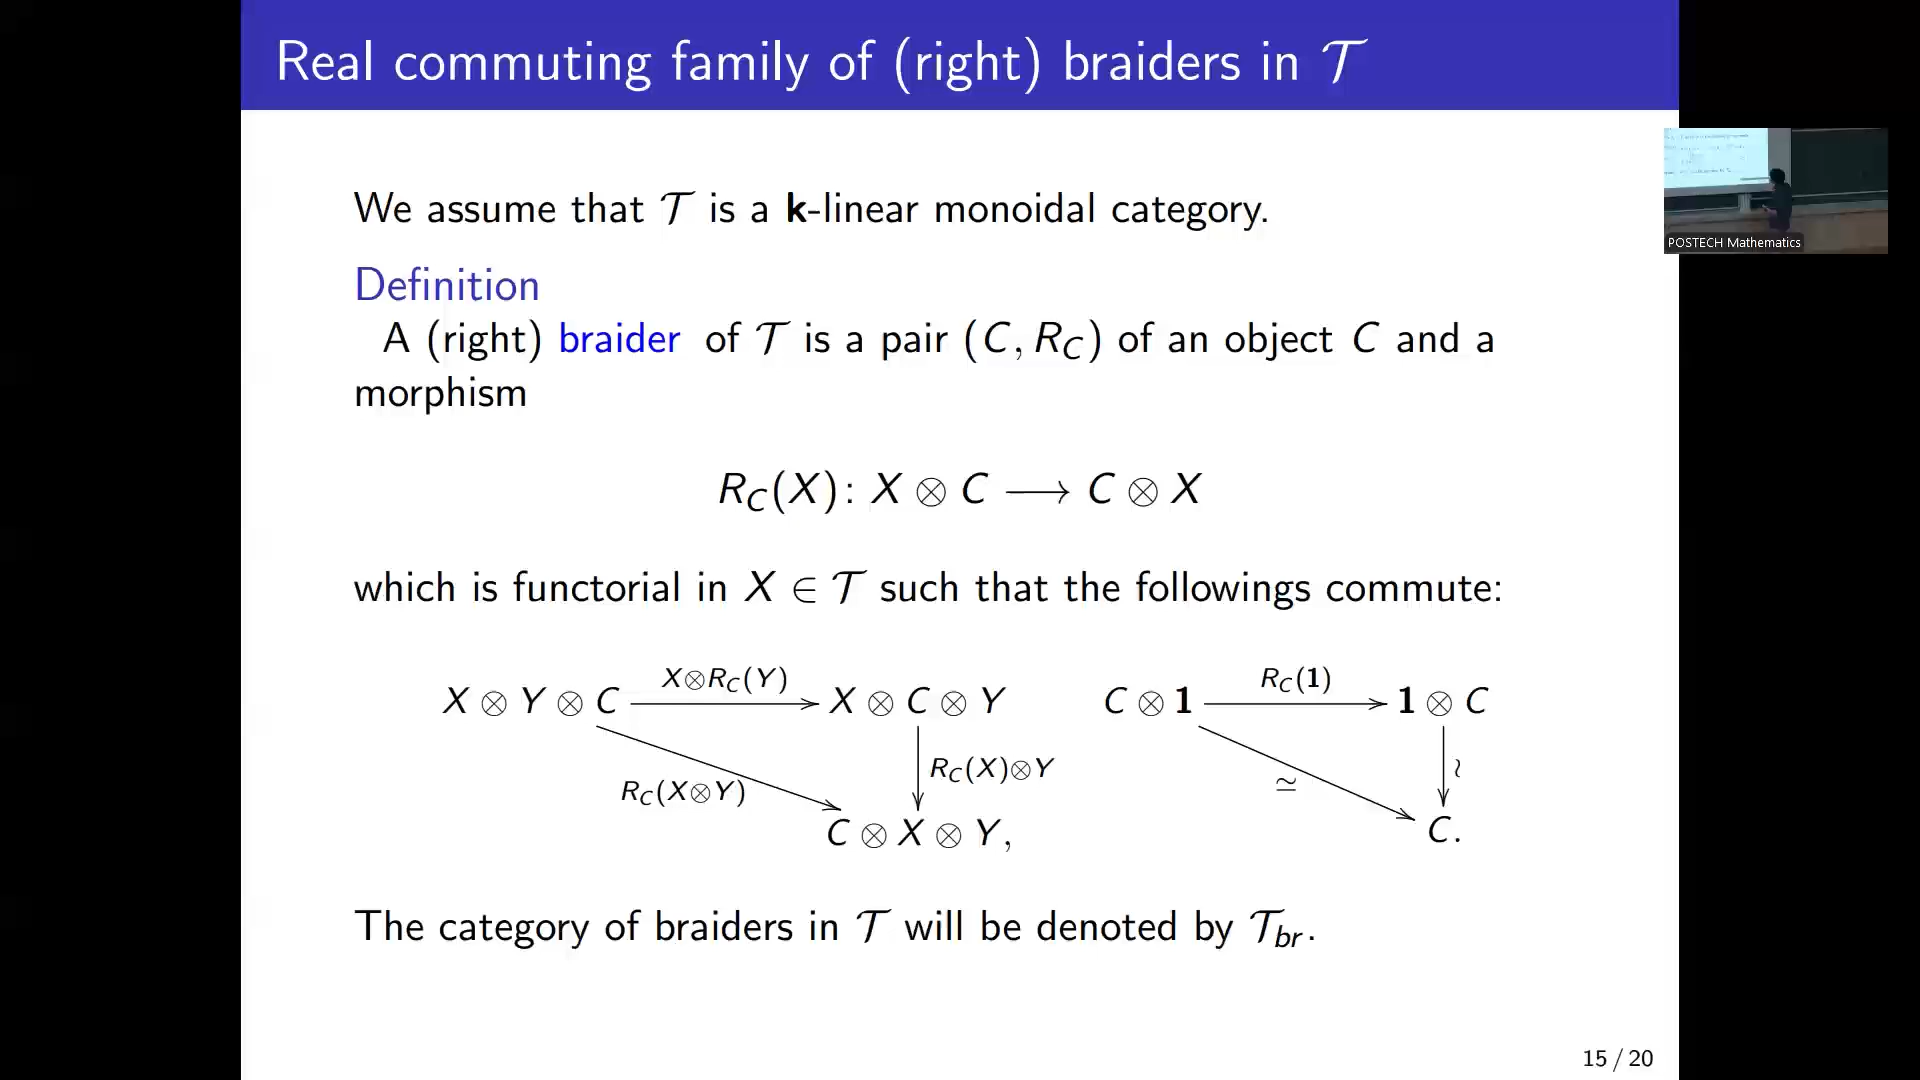 Real commuting family of (right) braiders in 𝒯
We assume that 𝒯 is a k-linear monoidal category.
Definition
A (right) braider of 𝒯 is a pair (C, R_C) of an object C and a
morphism
R_C(X): X ⊗ C ⟶ C ⊗ X
which is functorial in X ∈ 𝒯 such that the followings commute:
X⊗R_C(Y) R_C(1)
X ⊗ Y ⊗ C X ⊗ C ⊗ Y C ⊗ 1 1 ⊗ C
R_C(X⊗Y) R_C(X)⊗Y ≃ ≀
C ⊗ X ⊗ Y, C.
The category of braiders in 𝒯 will be denoted by 𝒯_br.
15 / 20
POSTECH Mathematics